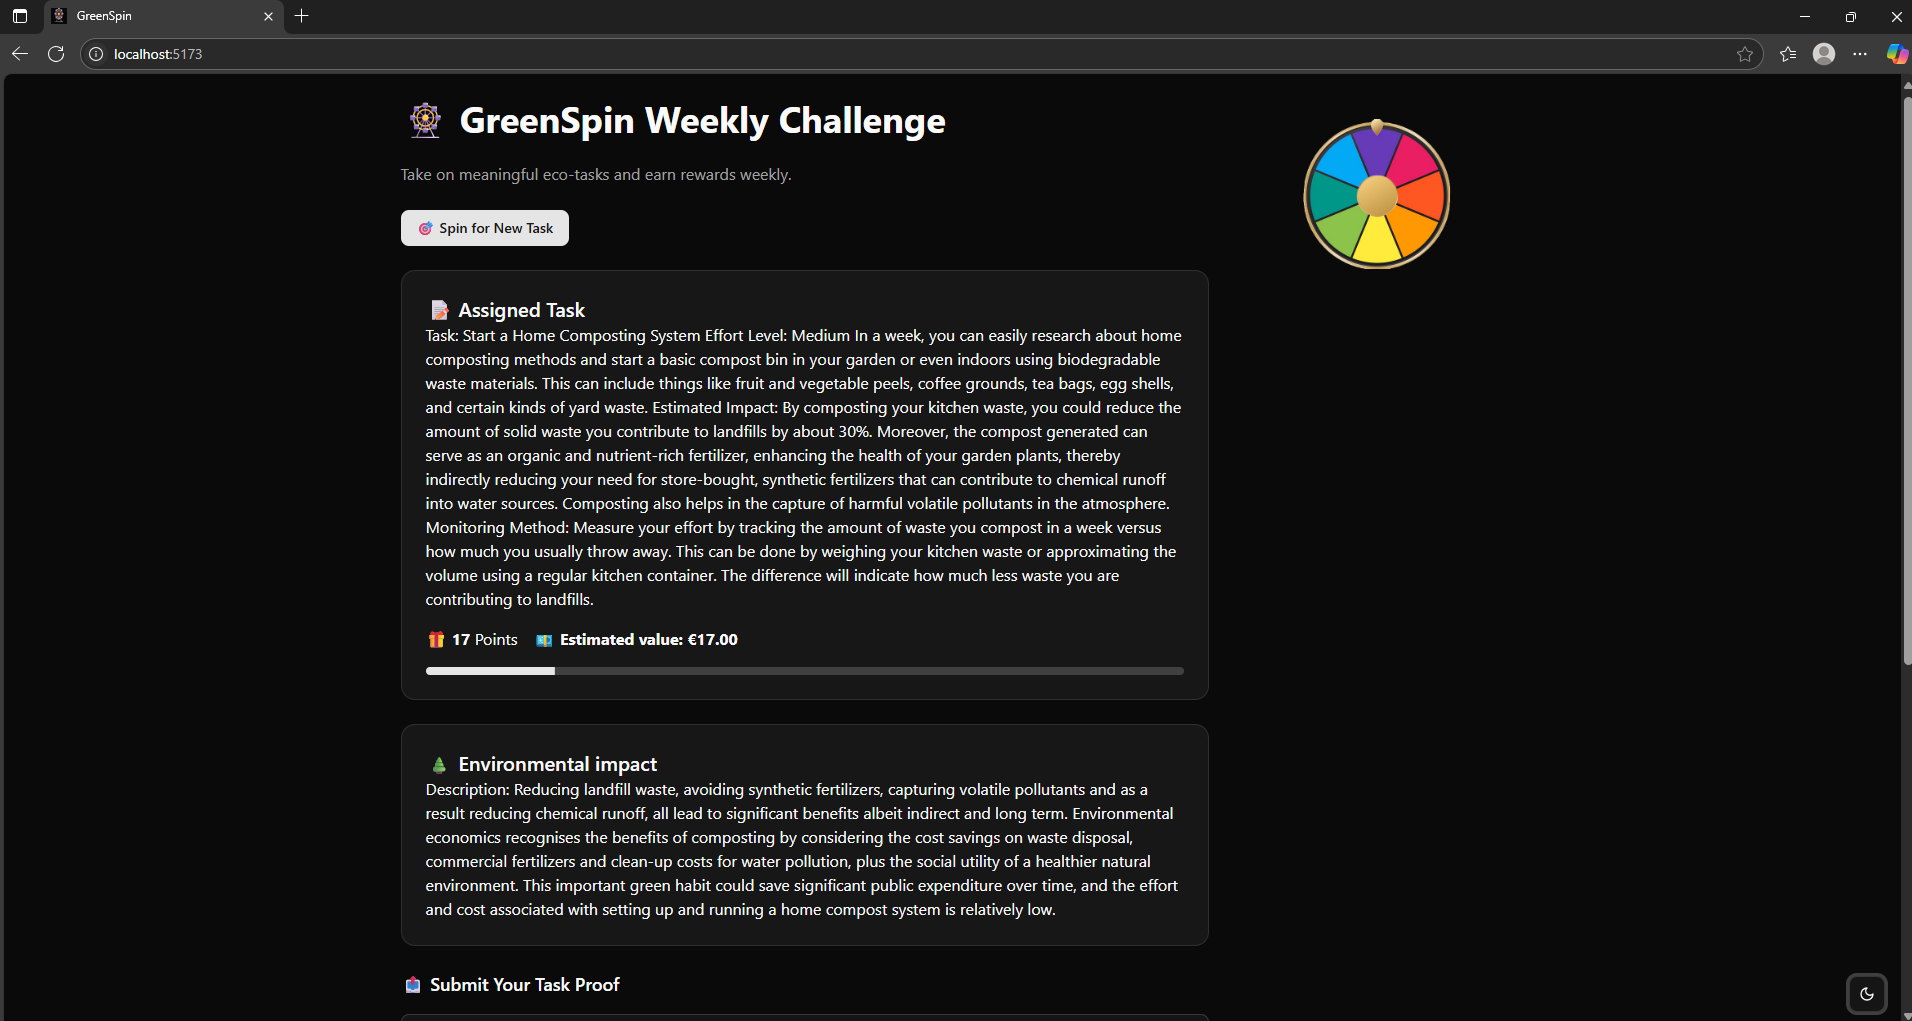 GreenSpin
localhost:5173
GreenSpin Weekly Challenge
Take on meaningful eco-tasks and earn rewards weekly.
Spin for New Task
Assigned Task
Task: Start a Home Composting System Effort Level: Medium In a week, you can easily research about home
composting methods and start a basic compost bin in your garden or even indoors using biodegradable
waste materials. This can include things like fruit and vegetable peels, coffee grounds, tea bags, egg shells,
and certain kinds of yard waste. Estimated Impact: By composting your kitchen waste, you could reduce the
amount of solid waste you contribute to landfills by about 30%. Moreover, the compost generated can
serve as an organic and nutrient-rich fertilizer, enhancing the health of your garden plants, thereby
indirectly reducing your need for store-bought, synthetic fertilizers that can contribute to chemical runoff
into water sources. Composting also helps in the capture of harmful volatile pollutants in the atmosphere.
Monitoring Method: Measure your effort by tracking the amount of waste you compost in a week versus
how much you usually throw away. This can be done by weighing your kitchen waste or approximating the
volume using a regular kitchen container. The difference will indicate how much less waste you are
contributing to landfills.
17 Points Estimated value: €17.00
Environmental impact
Description: Reducing landfill waste, avoiding synthetic fertilizers, capturing volatile pollutants and as a
result reducing chemical runoff, all lead to significant benefits albeit indirect and long term. Environmental
economics recognises the benefits of composting by considering the cost savings on waste disposal,
commercial fertilizers and clean-up costs for water pollution, plus the social utility of a healthier natural
environment. This important green habit could save significant public expenditure over time, and the effort
and cost associated with setting up and running a home compost system is relatively low.
Submit Your Task Proof